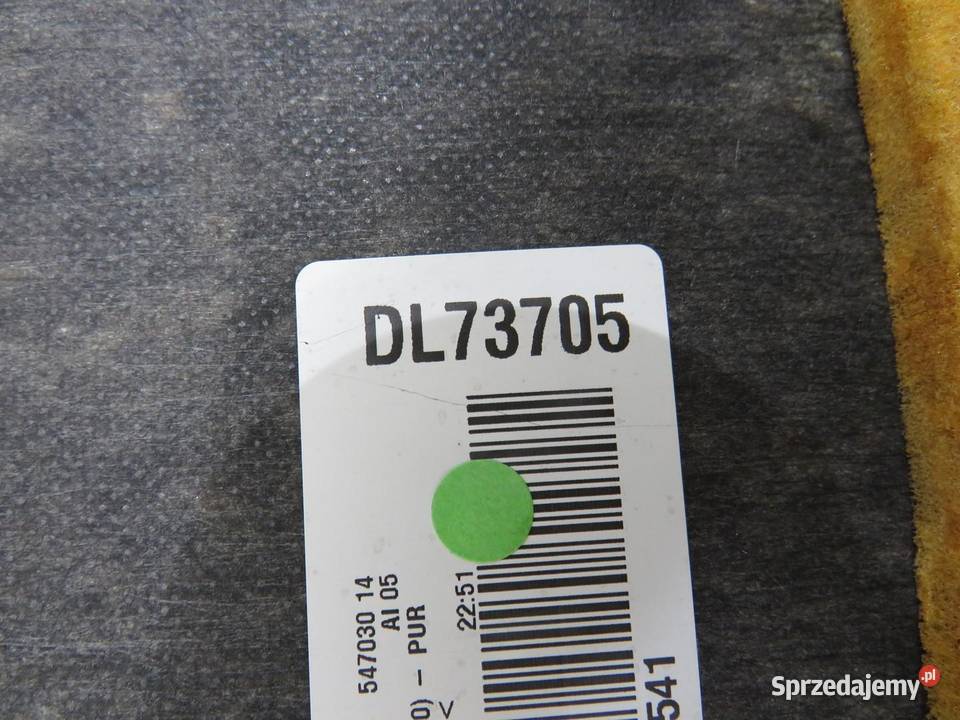 DL73705
547030 14
AI 05
0) – PUR
<
22:51
541
Sprzedajemy.pl